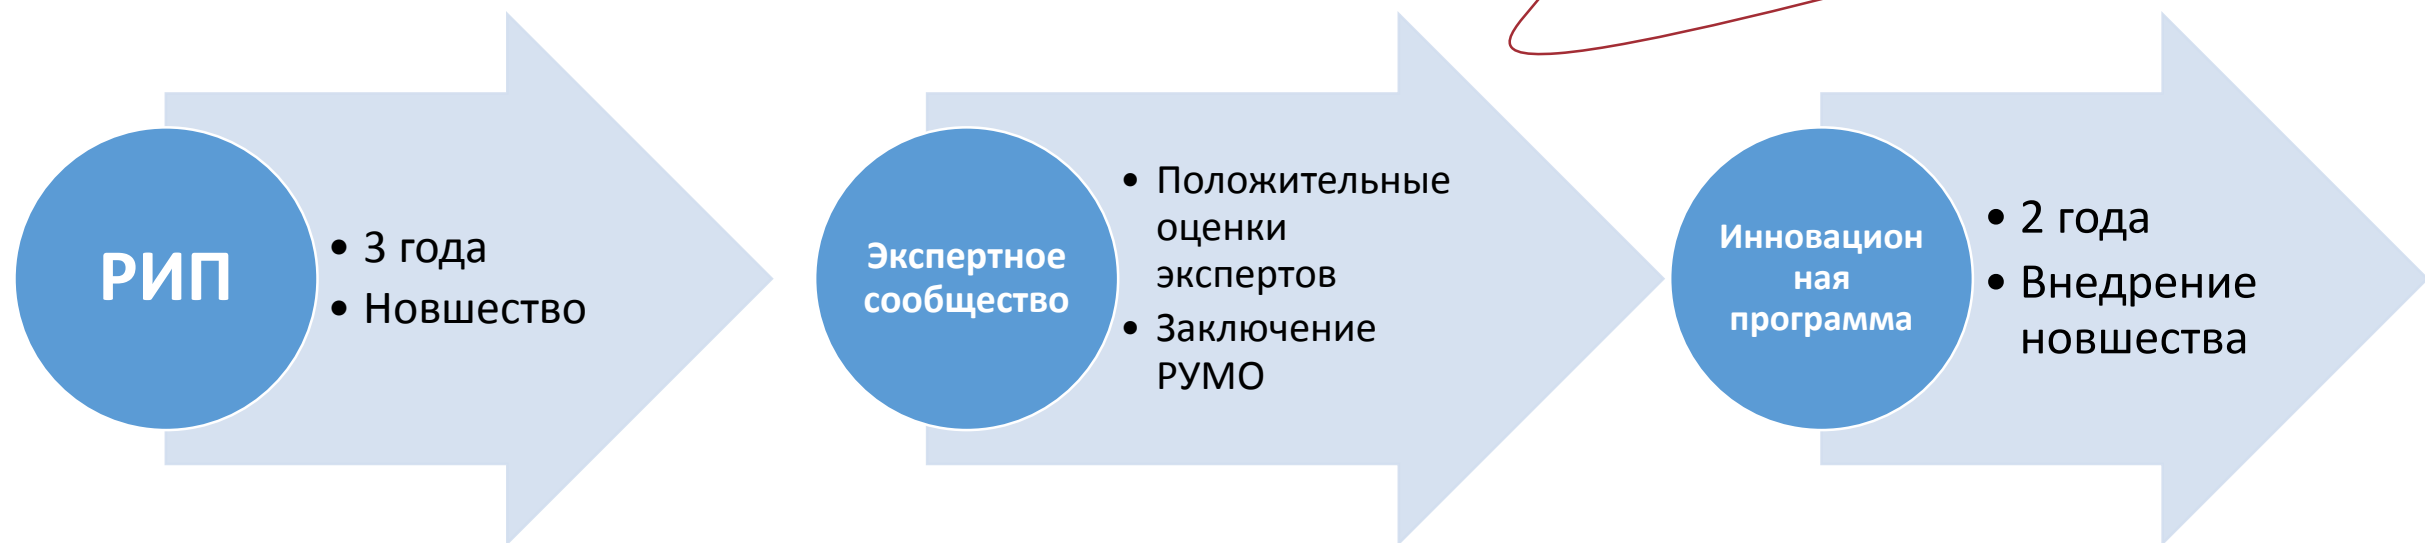 РИП
• 3 года
• Новшество
Экспертное
сообщество
• Положительные
оценки
экспертов
• Заключение
РУМО
Инновацион
ная
программа
• 2 года
• Внедрение
новшества